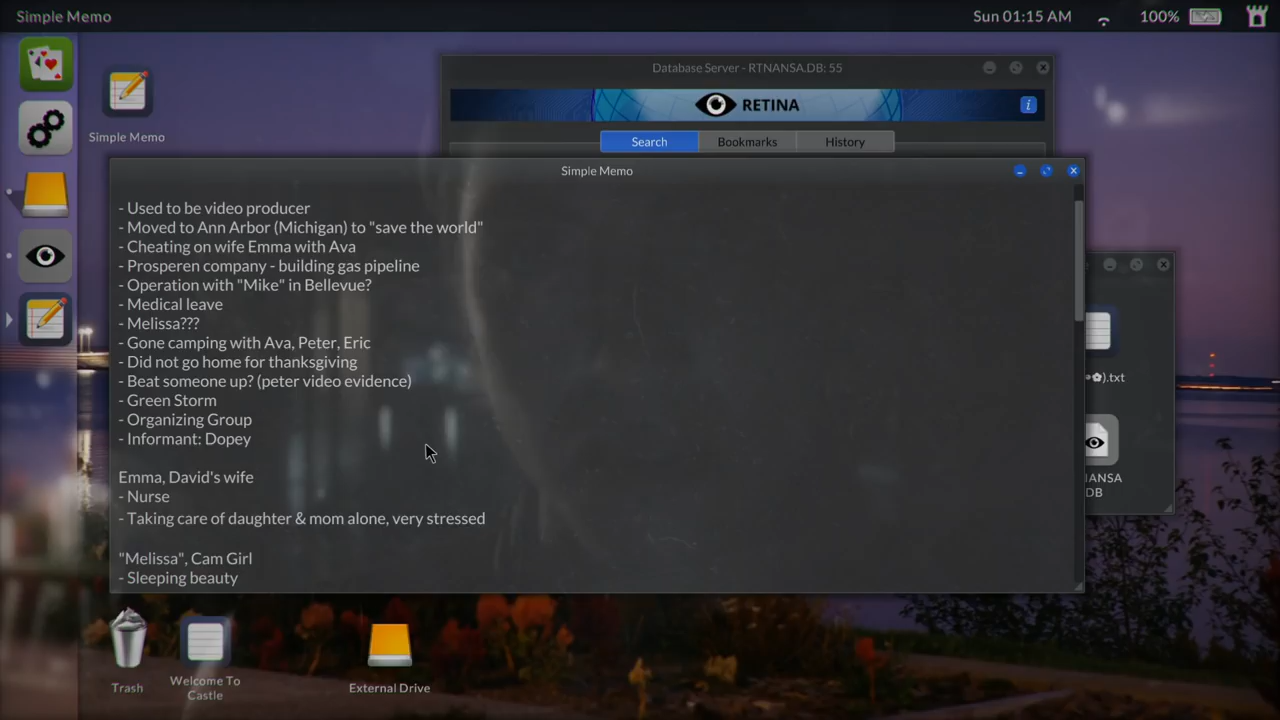 Simple Memo
Sun 01:15 AM
100%
Simple Memo
Database Server - RTNANSA.DB: 55
RETINA
i
Search
Bookmarks
History
Simple Memo
- Used to be video producer
- Moved to Ann Arbor (Michigan) to "save the world"
- Cheating on wife Emma with Ava
- Prosperen company - building gas pipeline
- Operation with "Mike" in Bellevue?
- Medical leave
- Melissa???
- Gone camping with Ava, Peter, Eric
- Did not go home for thanksgiving
- Beat someone up? (peter video evidence)
- Green Storm
- Organizing Group
- Informant: Dopey
Emma, David's wife
- Nurse
- Taking care of daughter & mom alone, very stressed
"Melissa", Cam Girl
- Sleeping beauty
✿).txt
ANSA
DB
Trash
Welcome To
Castle
External Drive